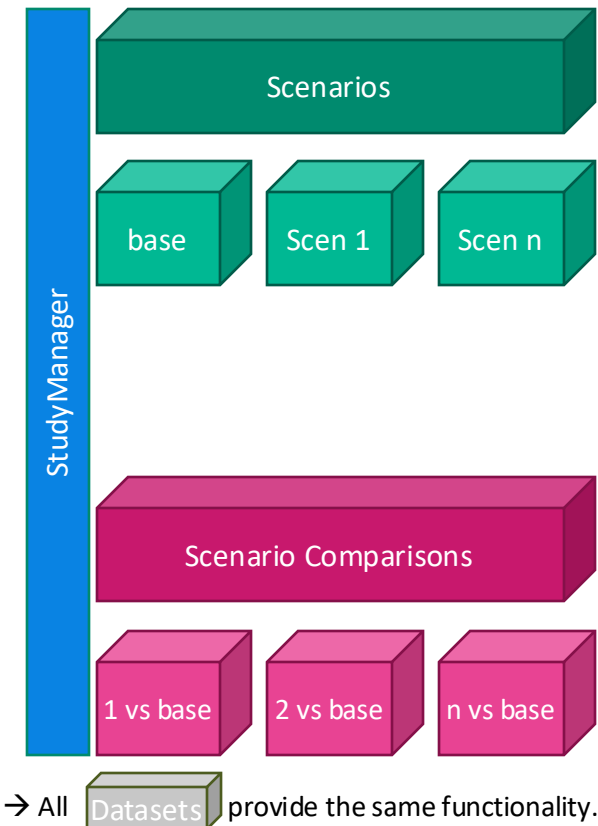 StudyManager
Scenarios
base
Scen 1
Scen n
Scenario Comparisons
1 vs base
2 vs base
n vs base
→ All Datasets provide the same functionality.